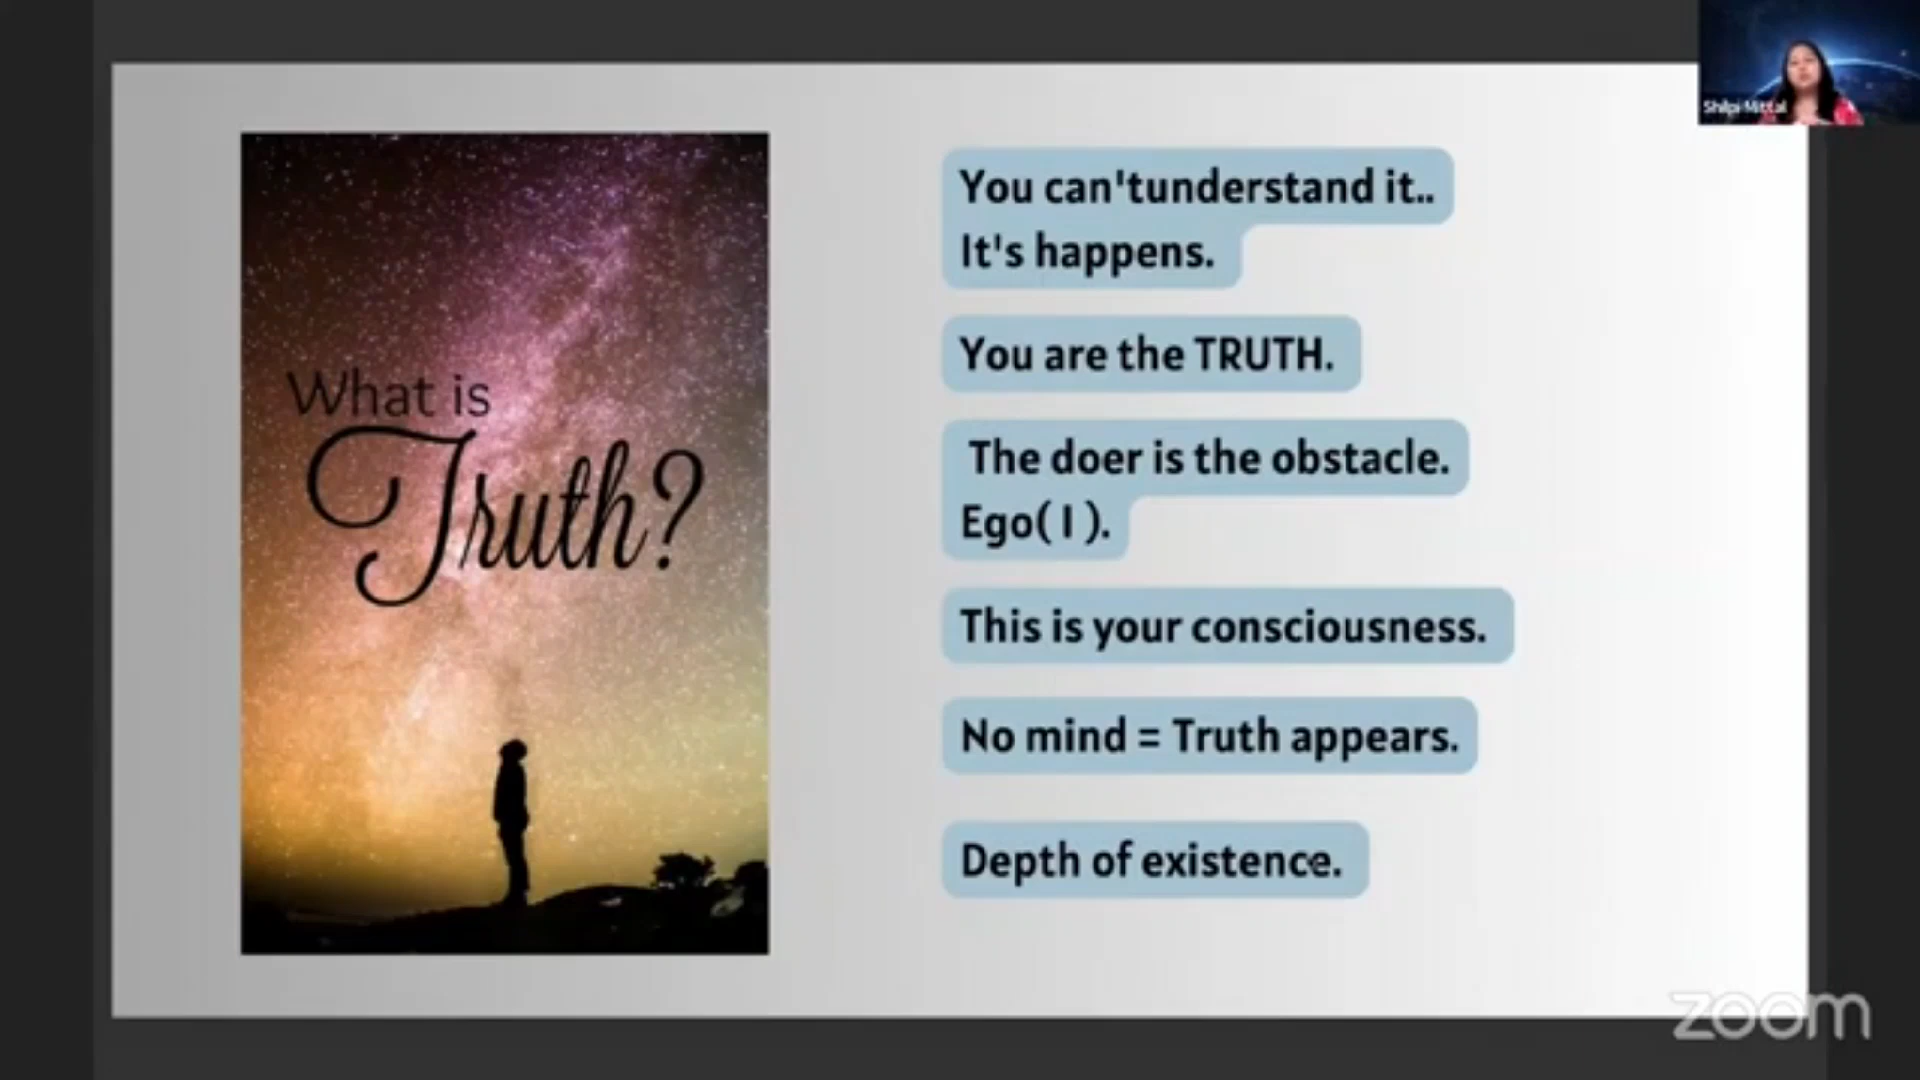 Shilpi Mittal
What is
Truth?
You can'tunderstand it..
It's happens.
You are the TRUTH.
The doer is the obstacle.
Ego( I ).
This is your consciousness.
No mind = Truth appears.
Depth of existence.
zoom